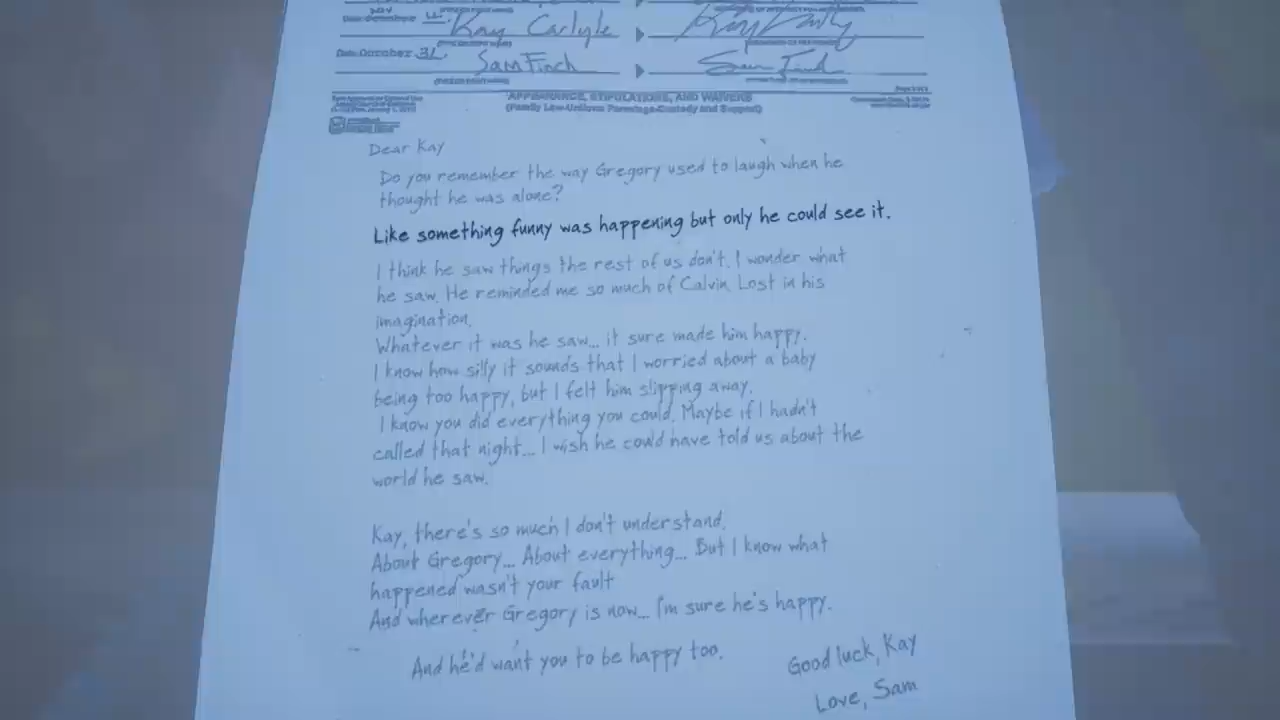 Kay Carlyle
October 31
Sam Finch
APPEARANCE, STIPULATIONS, AND WAIVERS
(Family Law-Uniform Parentage-Custody and Support)
Dear Kay
Do you remember the way Gregory used to laugh when he
thought he was alone?
Like something funny was happening but only he could see it.
I think he saw things the rest of us don't. I wonder what
he saw. He reminded me so much of Calvin. Lost in his
imagination.
Whatever it was he saw... it sure made him happy.
I know how silly it sounds that I worried about a baby
being too happy, but I felt him slipping away.
I know you did everything you could. Maybe if I hadn't
called that night... I wish he could have told us about the
world he saw.
Kay, there's so much I don't understand.
About Gregory... About everything... But I know what
happened wasn't your fault
And wherever Gregory is now... I'm sure he's happy.
And he'd want you to be happy too.
Good luck, Kay
Love, Sam